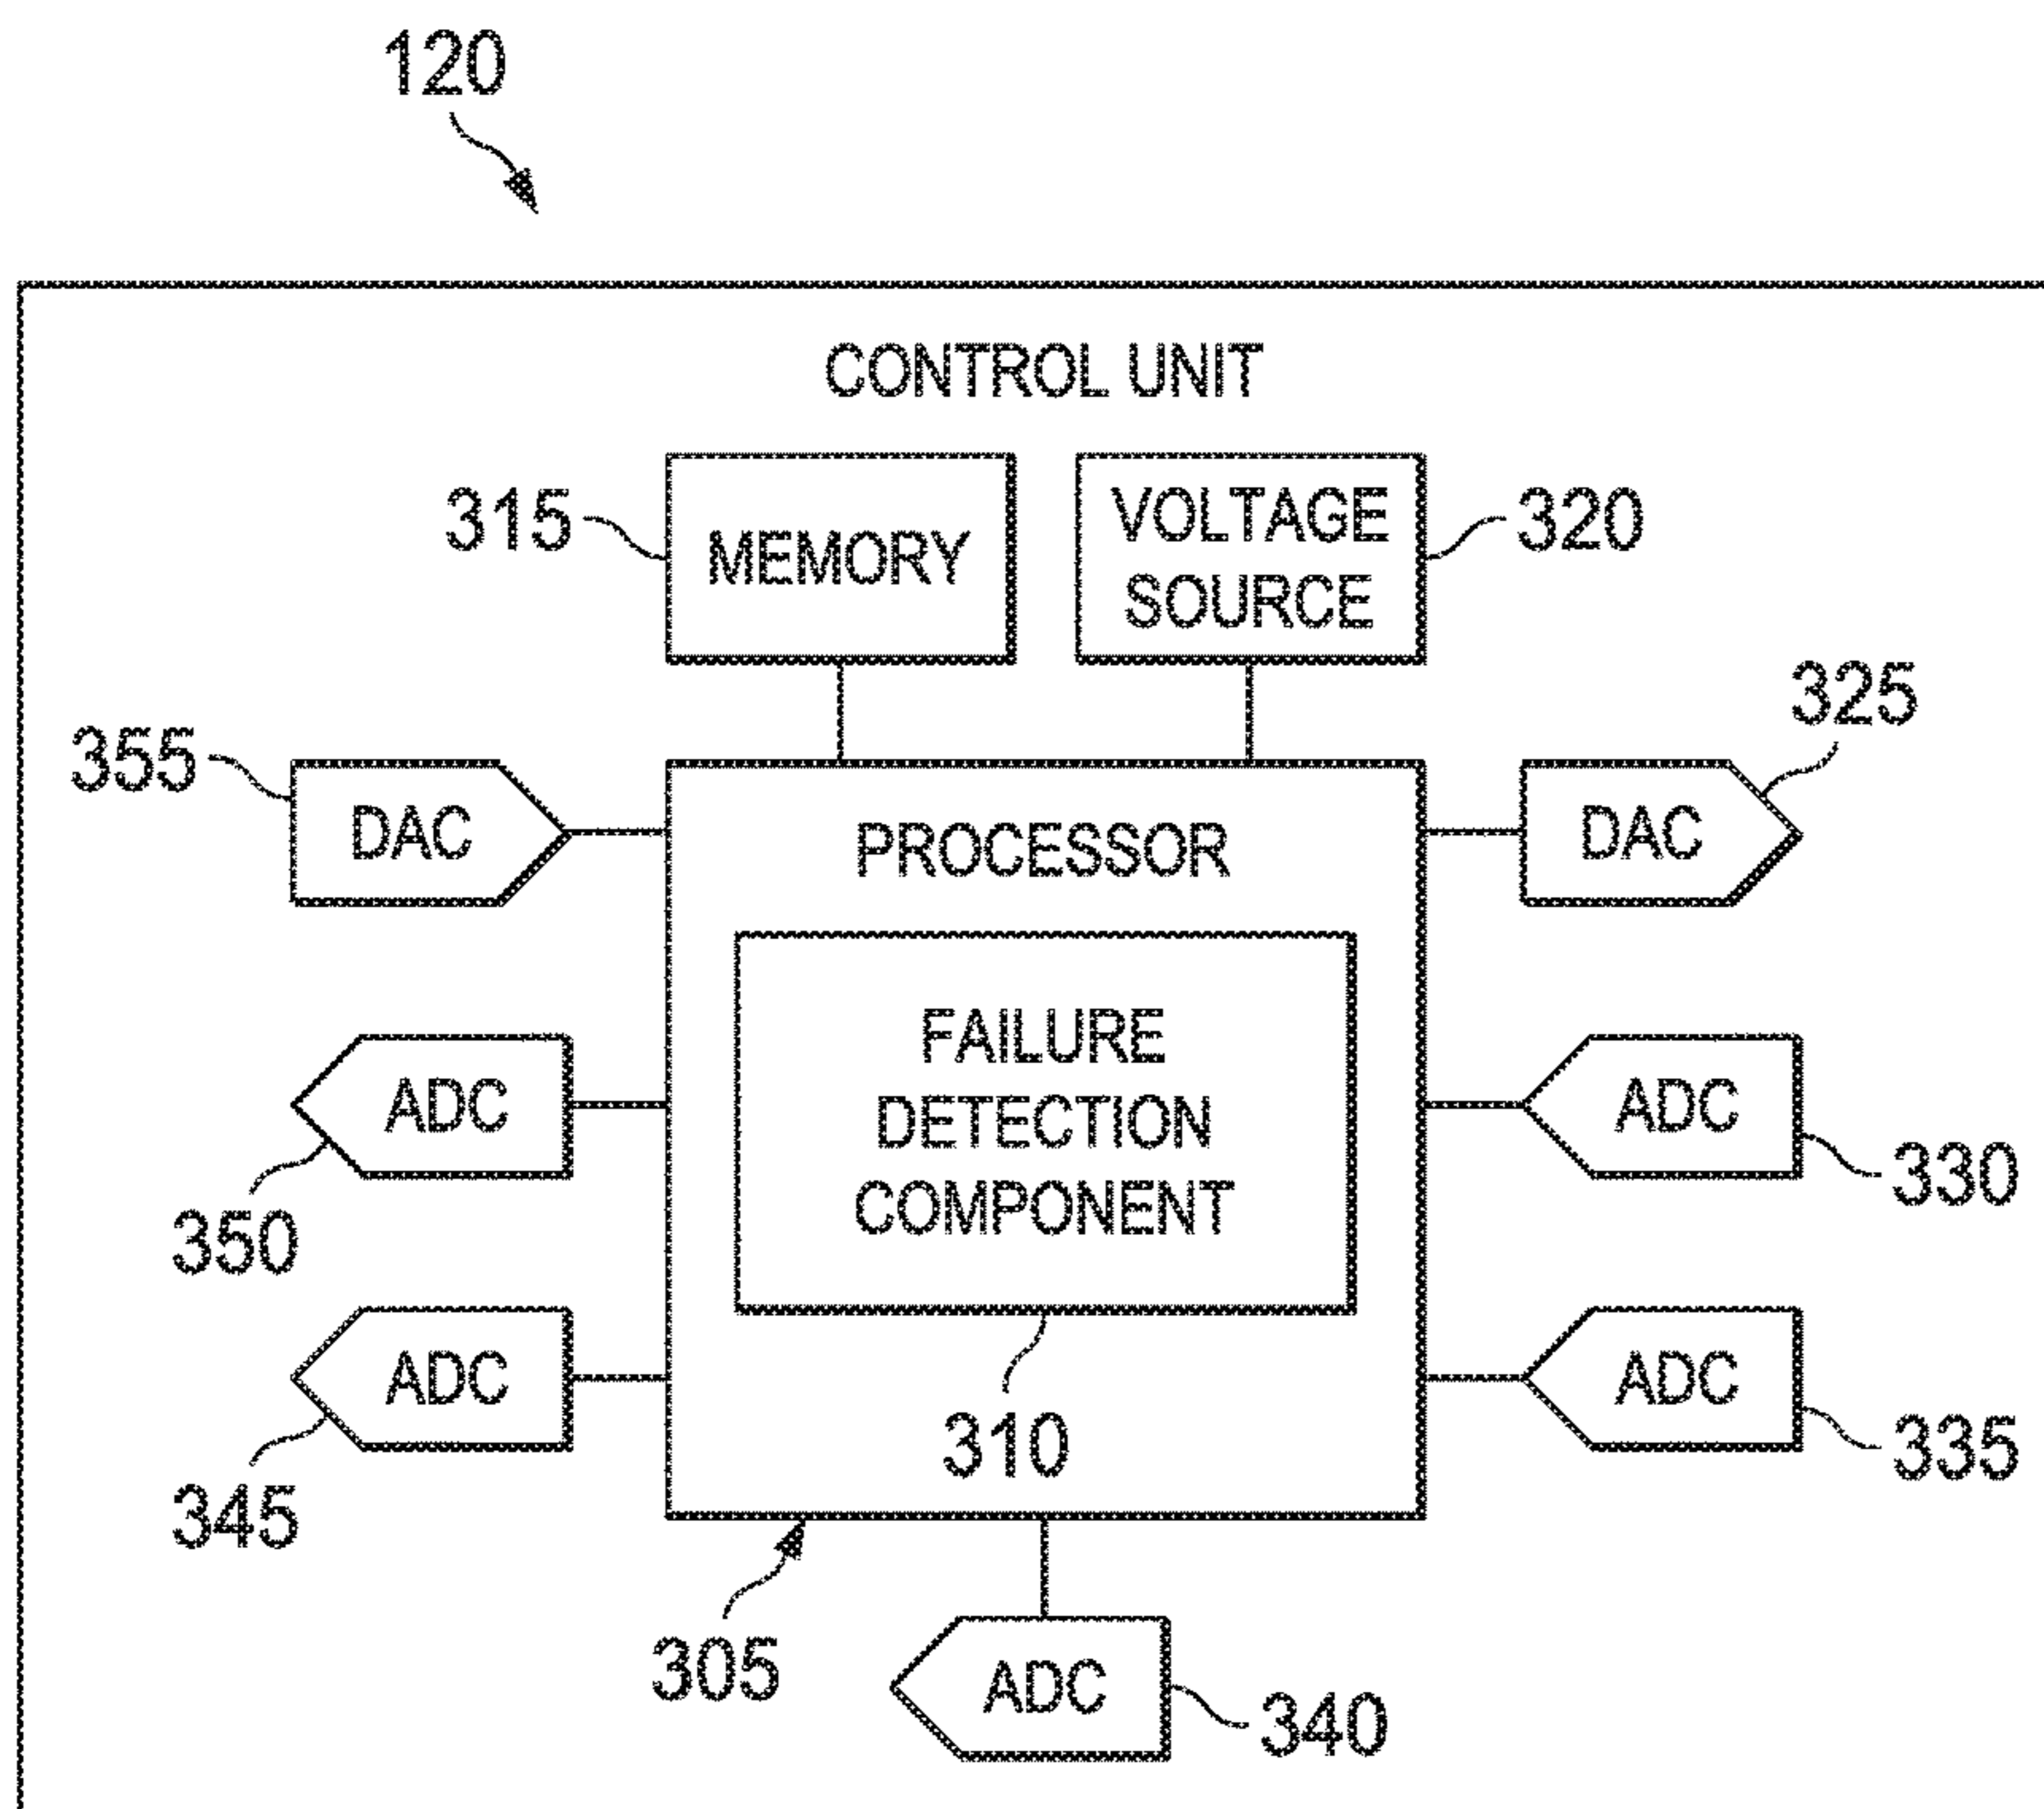 120
CONTROL UNIT
315
MEMORY
VOLTAGE
SOURCE
320
325
355
DAC
PROCESSOR
DAC
FAILURE
DETECTION
COMPONENT
ADC
350
ADC
330
ADC
345
310
ADC
335
305
ADC
340